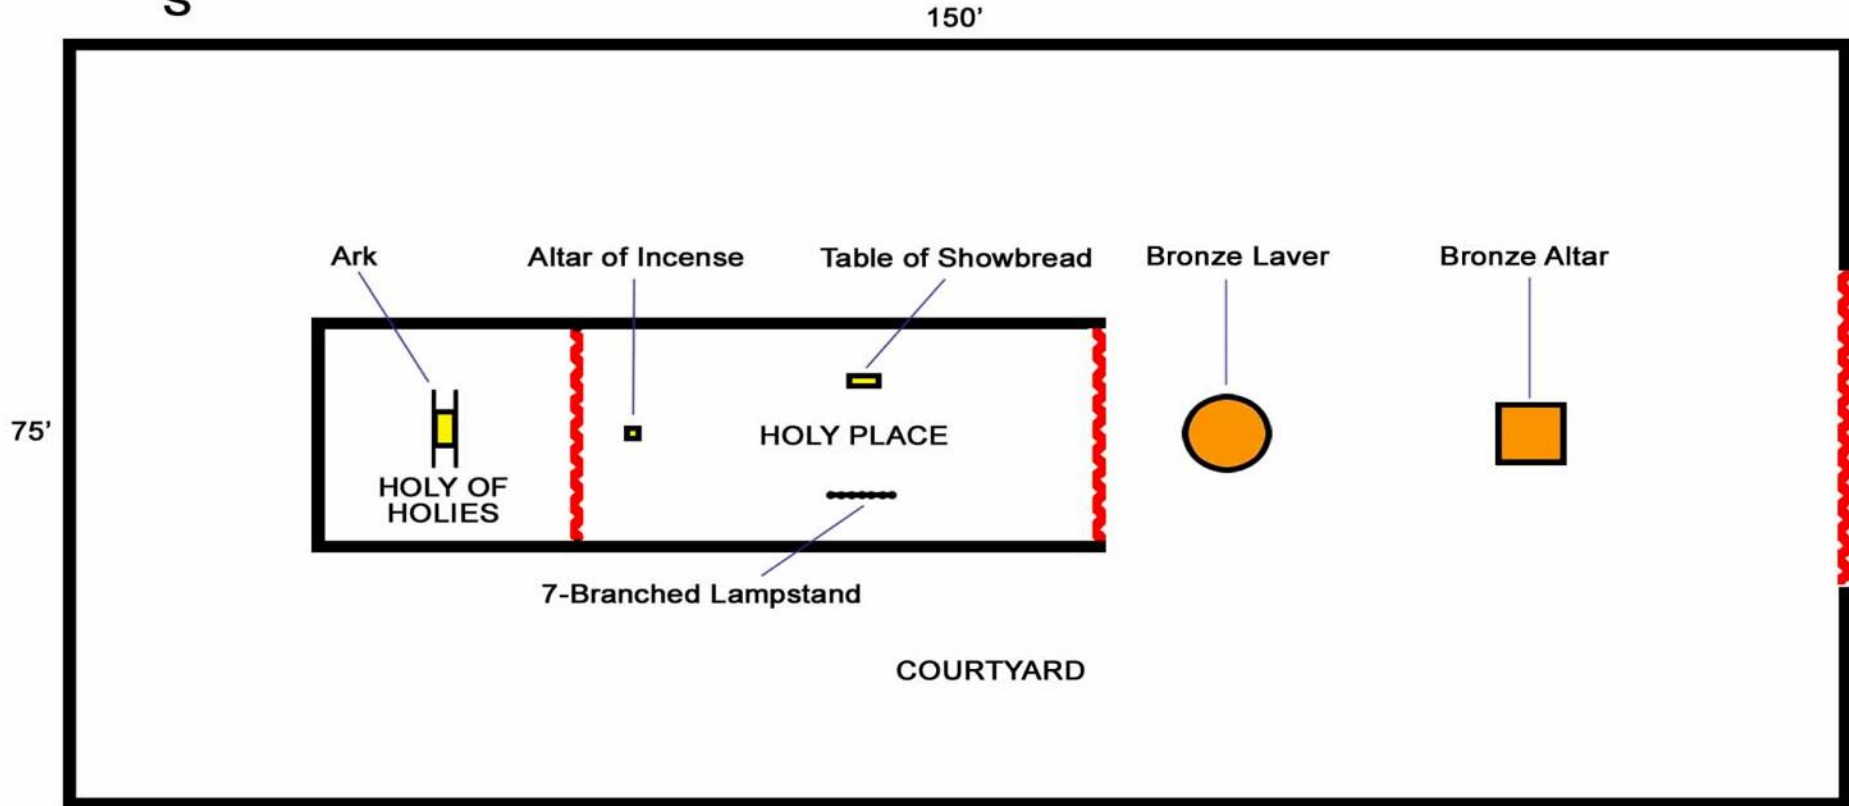 S
150'
Ark
Altar of Incense
Table of Showbread
Bronze Laver
Bronze Altar
75'
HOLY PLACE
HOLY OF
HOLIES
7-Branched Lampstand
COURTYARD